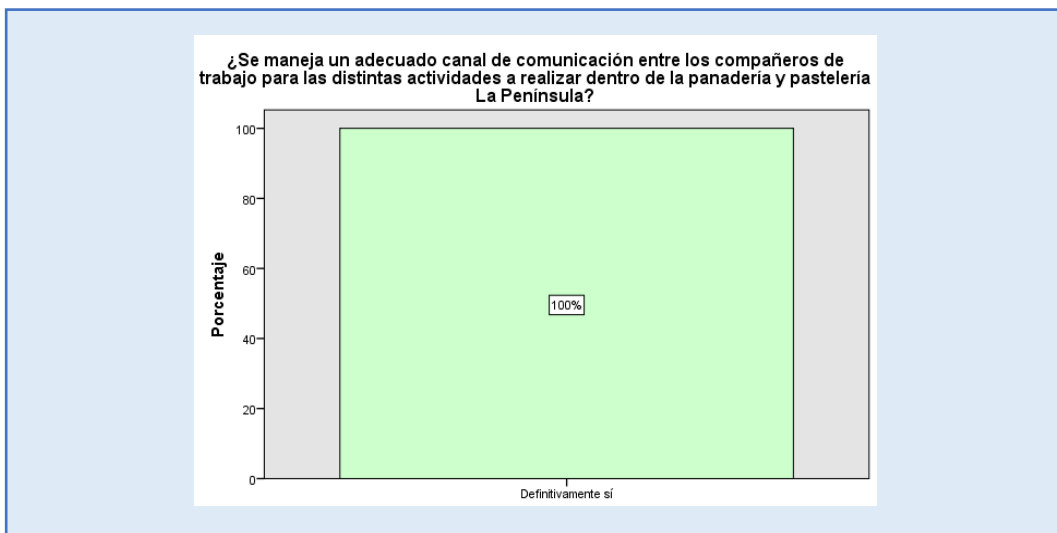 ¿Se maneja un adecuado canal de comunicación entre los compañeros de
trabajo para las distintas actividades a realizar dentro de la panadería y pastelería
La Península?
100
80
60
40
20
0
Porcentaje
100%
Definitivamente sí